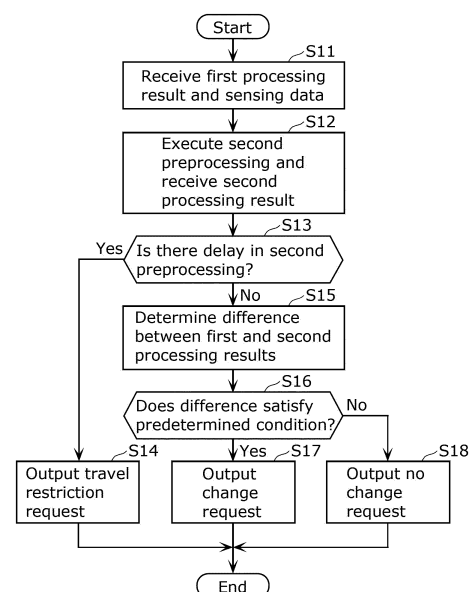 Start
S11
Receive first processing
result and sensing data
S12
Execute second
preprocessing and
receive second
processing result
S13
Yes
Is there delay in second
preprocessing?
No
S15
Determine difference
between first and second
processing results
S16
Does difference satisfy
predetermined condition?
No
Yes
S14
Output travel
restriction
request
S17
Output
change
request
S18
Output no
change
request
End